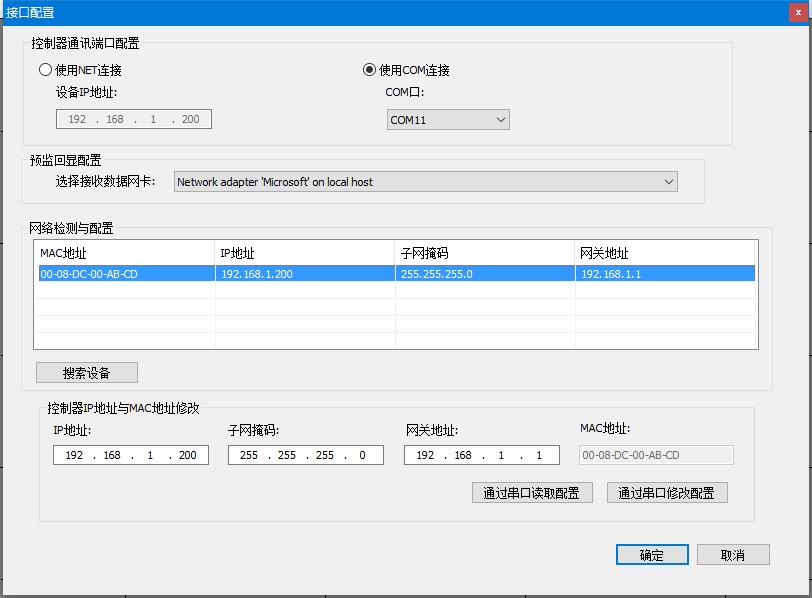 接口配置
控制器通讯端口配置
使用NET连接 使用COM连接
设备IP地址: COM口:
192 . 168 . 1 . 200 COM11
预监回显配置
选择接收数据网卡: Network adapter 'Microsoft' on local host
网络检测与配置
MAC地址 IP地址 子网掩码 网关地址
00-08-DC-00-AB-CD 192.168.1.200 255.255.255.0 192.168.1.1
搜索设备
控制器IP地址与MAC地址修改
IP地址: 子网掩码: 网关地址: MAC地址:
192 . 168 . 1 . 200 255 . 255 . 255 . 0 192 . 168 . 1 . 1 00-08-DC-00-AB-CD
通过串口读取配置 通过串口修改配置
确定 取消